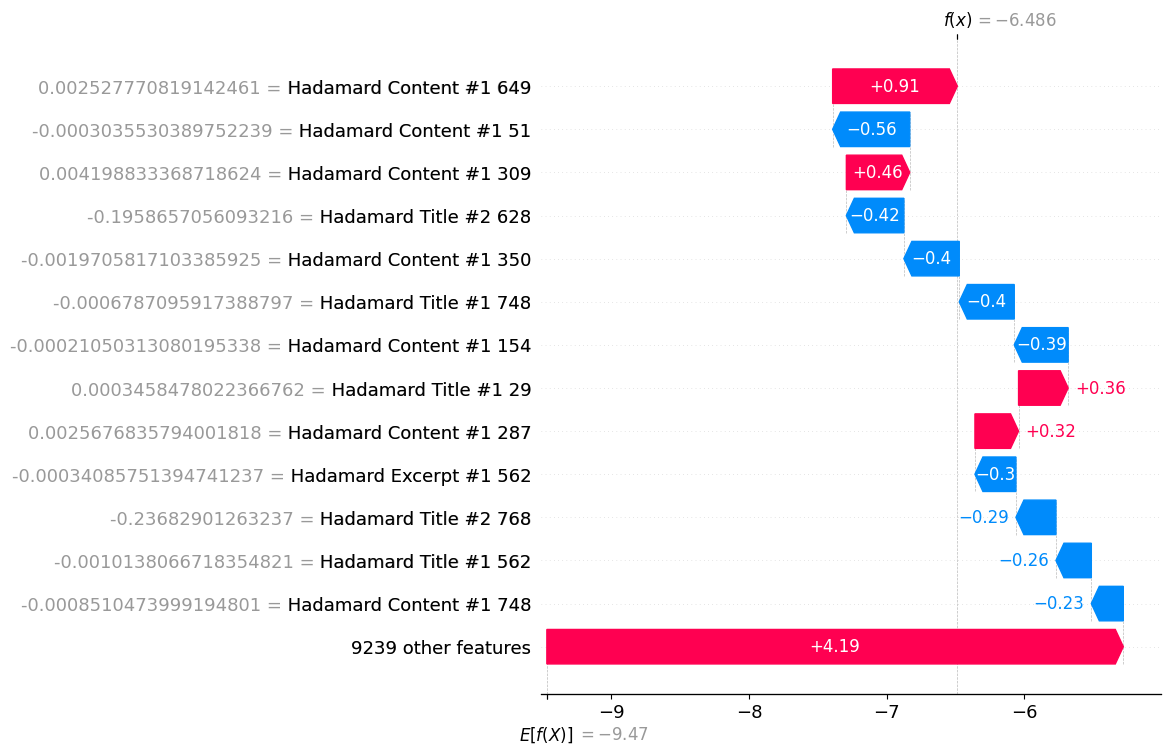 f(x) = −6.486
0.002527770819142461 = Hadamard Content #1 649
+0.91
-0.0003035530389752239 = Hadamard Content #1 51
−0.56
0.004198833368718624 = Hadamard Content #1 309
+0.46
-0.1958657056093216 = Hadamard Title #2 628
−0.42
-0.0019705817103385925 = Hadamard Content #1 350
−0.4
-0.0006787095917388797 = Hadamard Title #1 748
−0.4
-0.00021050313080195338 = Hadamard Content #1 154
−0.39
0.0003458478022366762 = Hadamard Title #1 29
+0.36
0.0025676835794001818 = Hadamard Content #1 287
+0.32
-0.00034085751394741237 = Hadamard Excerpt #1 562
−0.3
-0.23682901263237 = Hadamard Title #2 768
−0.29
-0.0010138066718354821 = Hadamard Title #1 562
−0.26
-0.0008510473999194801 = Hadamard Content #1 748
−0.23
9239 other features
+4.19
−9 −8 −7 −6
E[f(X)] = −9.47